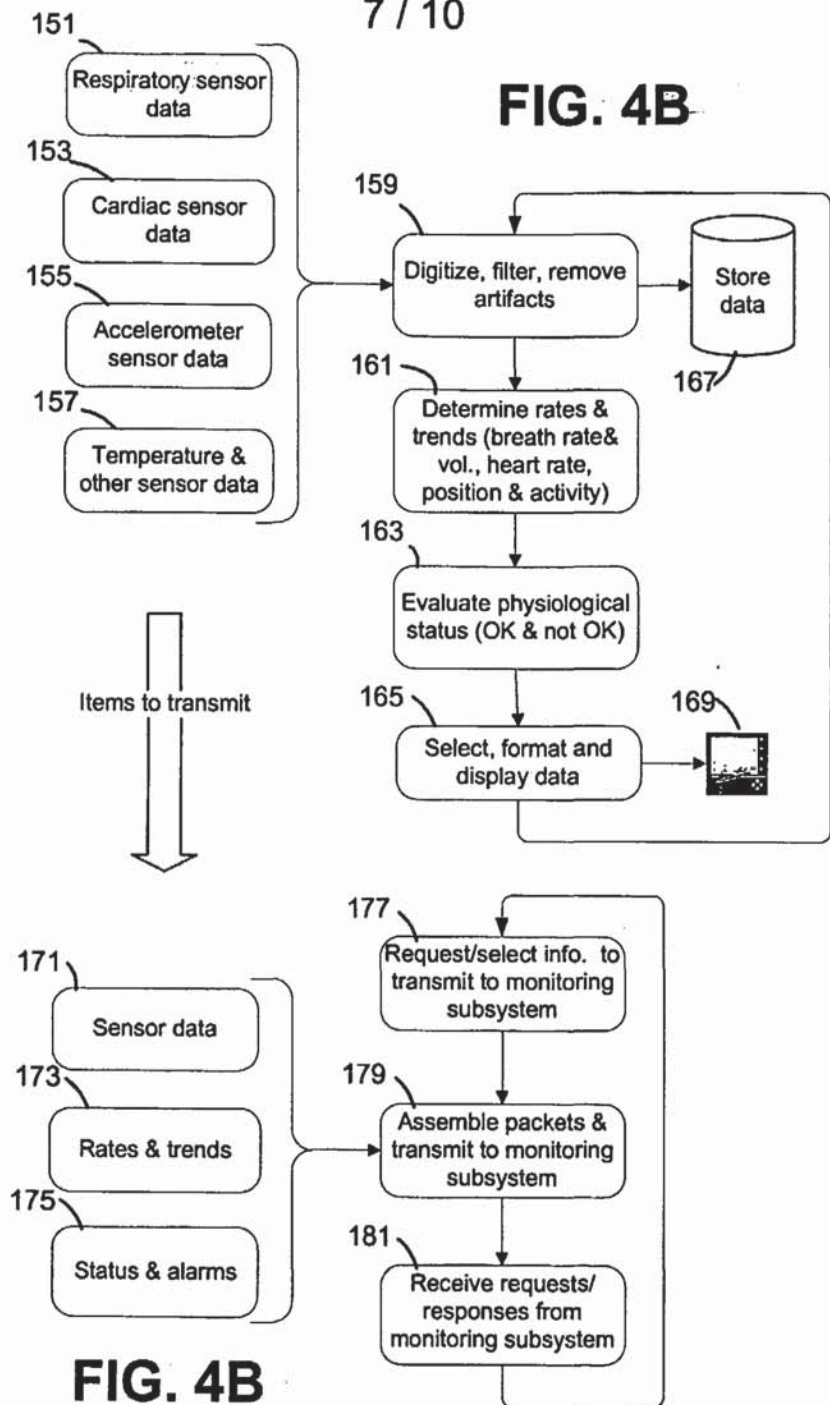 7 / 10
FIG. 4B
151
Respiratory sensor
data
153
Cardiac sensor
data
155
Accelerometer
sensor data
157
Temperature &
other sensor data
159
Digitize, filter, remove
artifacts
Store
data
167
161
Determine rates &
trends (breath rate&
vol., heart rate,
position & activity)
163
Evaluate physiological
status (OK & not OK)
165
Select, format and
display data
169
Items to transmit
171
Sensor data
173
Rates & trends
175
Status & alarms
177
Request/select info. to
transmit to monitoring
subsystem
179
Assemble packets &
transmit to monitoring
subsystem
181
Receive requests/
responses from
monitoring subsystem
FIG. 4B